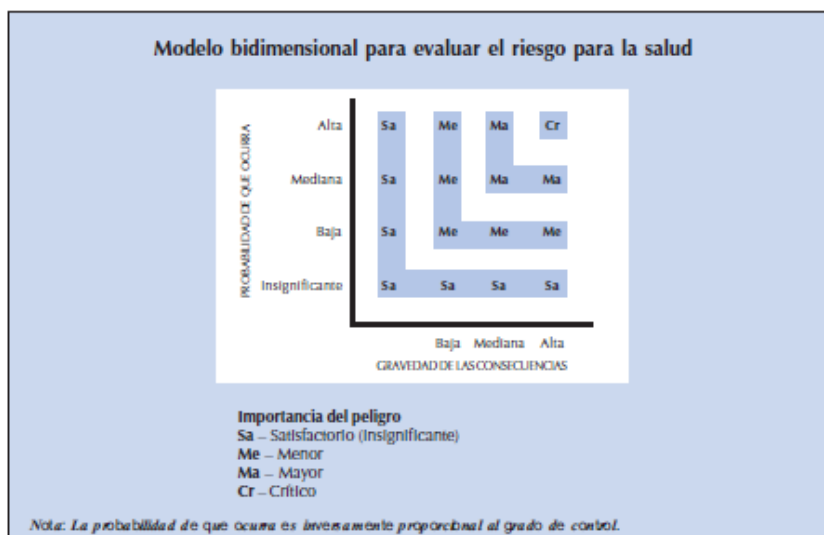 Modelo bidimensional para evaluar el riesgo para la salud
PROBABILIDAD DE QUE OCURRA
Alta Sa Me Ma Cr
Mediana Sa Me Ma Ma
Baja Sa Me Me Me
Insignificante Sa Sa Sa Sa
Baja Mediana Alta
GRAVEDAD DE LAS CONSECUENCIAS
Importancia del peligro
Sa – Satisfactorio (insignificante)
Me – Menor
Ma – Mayor
Cr – Crítico
Nota: La probabilidad de que ocurra es inversamente proporcional al grado de control.